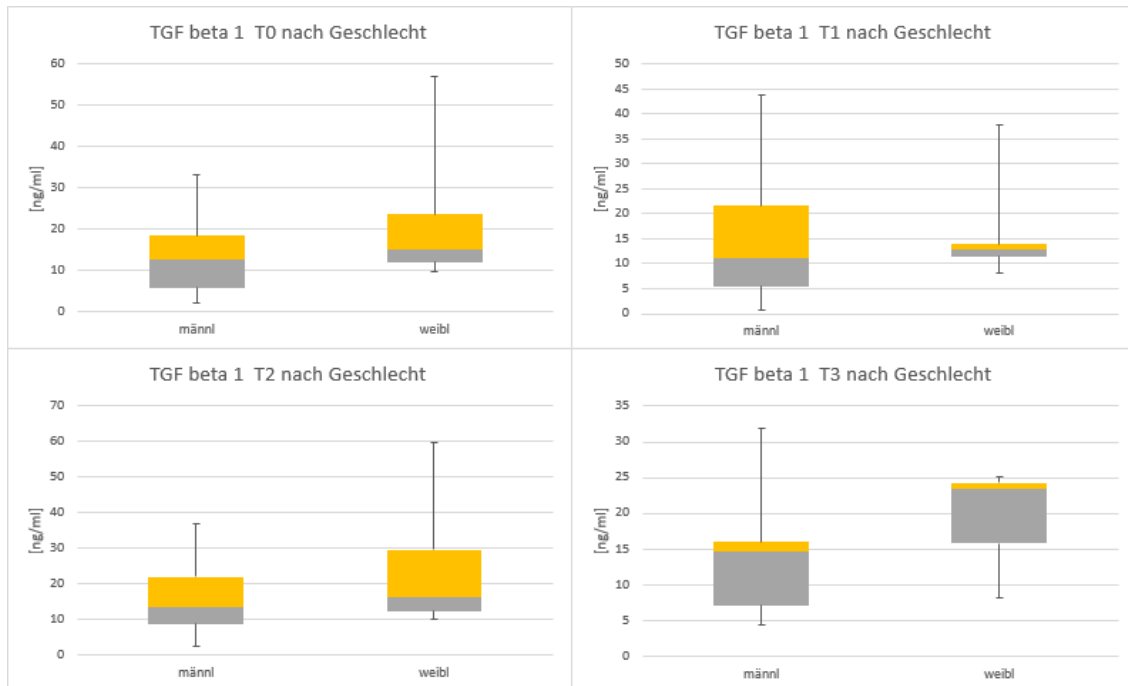 TGF beta 1 T0 nach Geschlecht
60
50
40
30
20
10
0
[ng/ml]
männl
weibl
TGF beta 1 T1 nach Geschlecht
50
45
40
35
30
25
20
15
10
5
0
[ng/ml]
männl
weibl
TGF beta 1 T2 nach Geschlecht
70
60
50
40
30
20
10
0
[ng/ml]
männl
weibl
TGF beta 1 T3 nach Geschlecht
35
30
25
20
15
10
5
0
[ng/ml]
männl
weibl